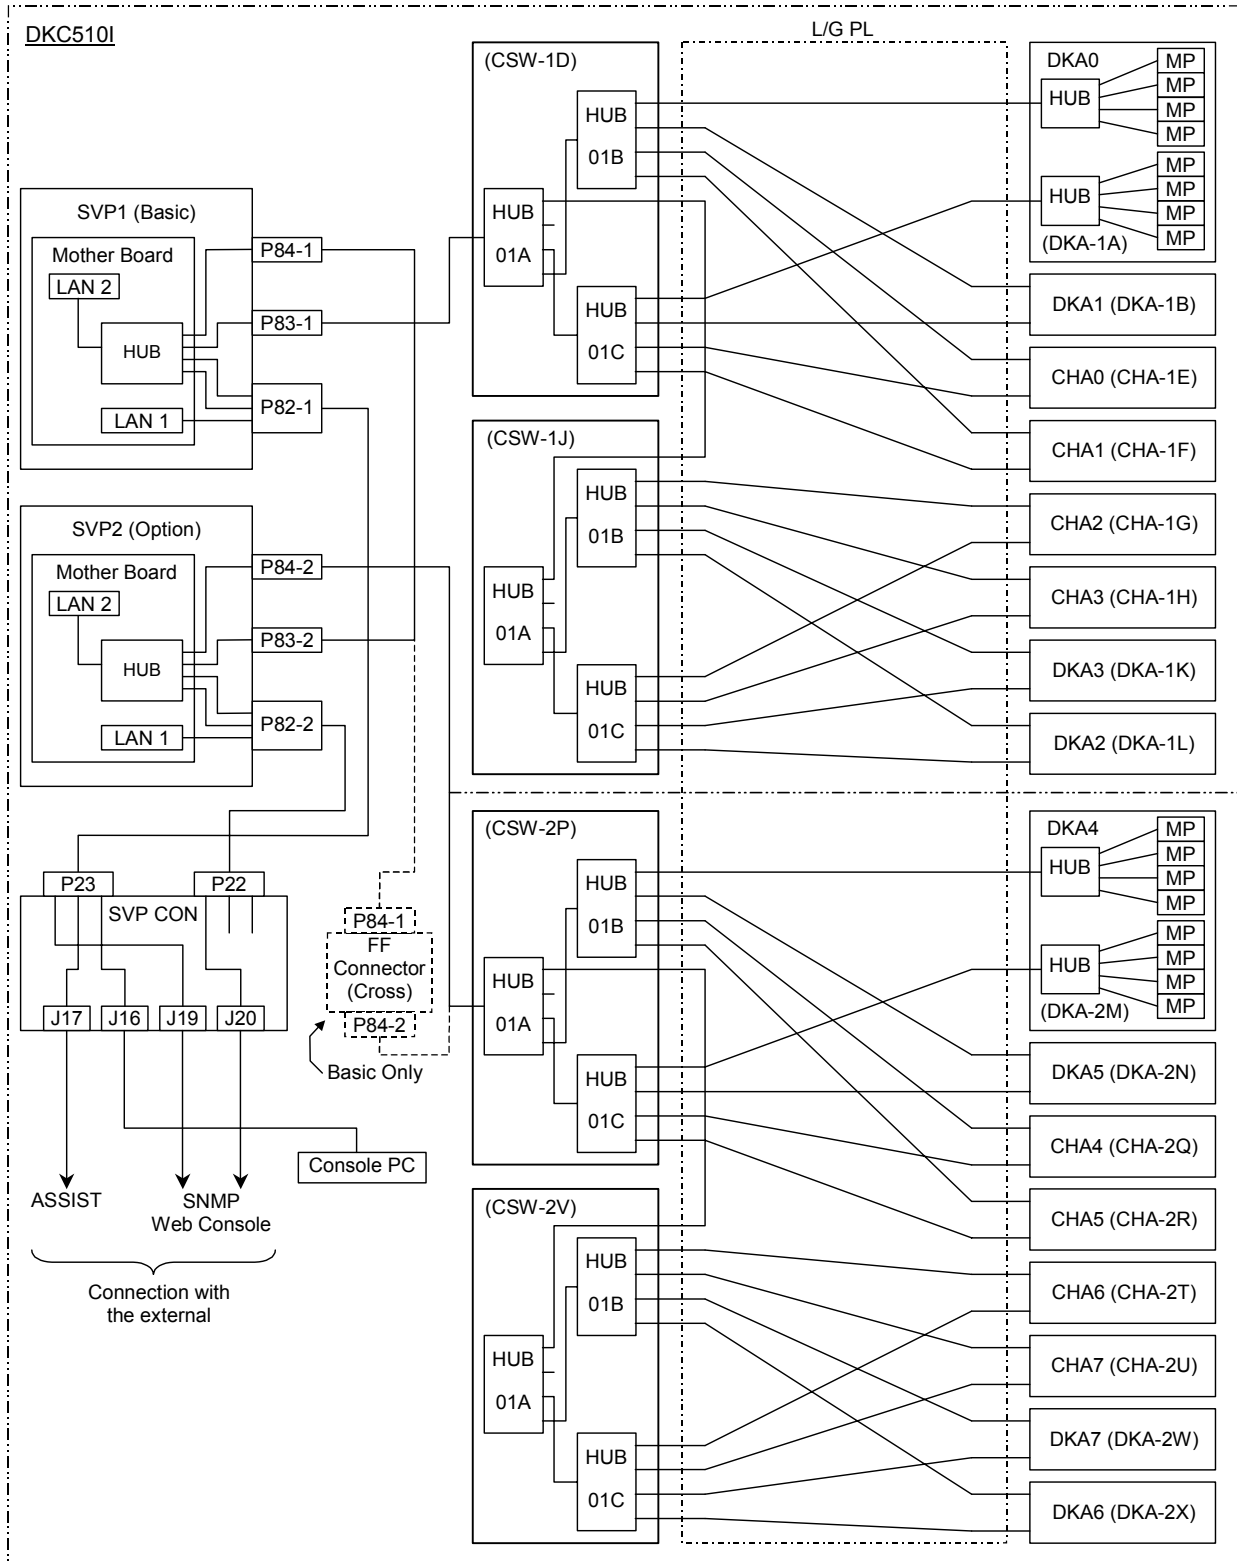 DKC510I
L/G PL
SVP1 (Basic)
Mother Board
LAN 2
HUB
LAN 1
P84-1
P83-1
P82-1
SVP2 (Option)
Mother Board
LAN 2
HUB
LAN 1
P84-2
P83-2
P82-2
P23
P22
SVP CON
J17
J16
J19
J20
P84-1
FF
Connector
(Cross)
P84-2
Basic Only
Console PC
ASSIST
SNMP
Web Console
Connection with
the external
(CSW-1D)
HUB
01A
HUB
01B
HUB
01C
(CSW-1J)
HUB
01A
HUB
01B
HUB
01C
(CSW-2P)
HUB
01A
HUB
01B
HUB
01C
(CSW-2V)
HUB
01A
HUB
01B
HUB
01C
DKA0
HUB
MP
MP
MP
MP
HUB
MP
MP
MP
MP
(DKA-1A)
DKA1 (DKA-1B)
CHA0 (CHA-1E)
CHA1 (CHA-1F)
CHA2 (CHA-1G)
CHA3 (CHA-1H)
DKA3 (DKA-1K)
DKA2 (DKA-1L)
DKA4
HUB
MP
MP
MP
MP
HUB
MP
MP
MP
MP
(DKA-2M)
DKA5 (DKA-2N)
CHA4 (CHA-2Q)
CHA5 (CHA-2R)
CHA6 (CHA-2T)
CHA7 (CHA-2U)
DKA7 (DKA-2W)
DKA6 (DKA-2X)